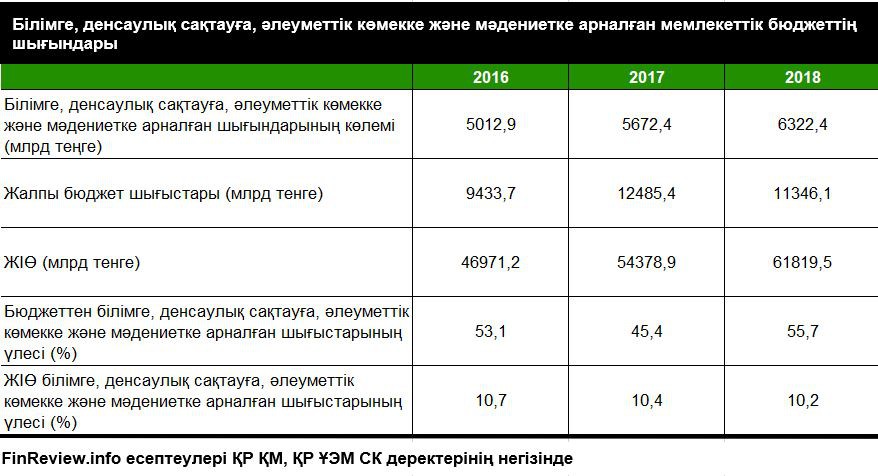 Білімге, денсаулық сақтауға, әлеуметтік көмекке және мәдениетке арналған мемлекеттік бюджеттің
шығындары
2016 2017 2018
Білімге, денсаулық сақтауға, әлеуметтік көмекке
және мәдениетке арналған шығындарының көлемі
(млрд теңге)
5012,9 5672,4 6322,4
Жалпы бюджет шығыстары (млрд тенге) 9433,7 12485,4 11346,1
ЖІӨ (млрд тенге) 46971,2 54378,9 61819,5
Бюджеттен білімге, денсаулық сақтауға, әлеуметтік
көмекке және мәдениетке арналған шығыстарының
үлесі (%)
53,1 45,4 55,7
ЖІӨ білімге, денсаулық сақтауға, әлеуметтік
көмекке және мәдениетке арналған шығыстарының
үлесі (%)
10,7 10,4 10,2
FinReview.info есептеулері ҚР ҚМ, ҚР ҰЭМ СК деректерінің негізінде